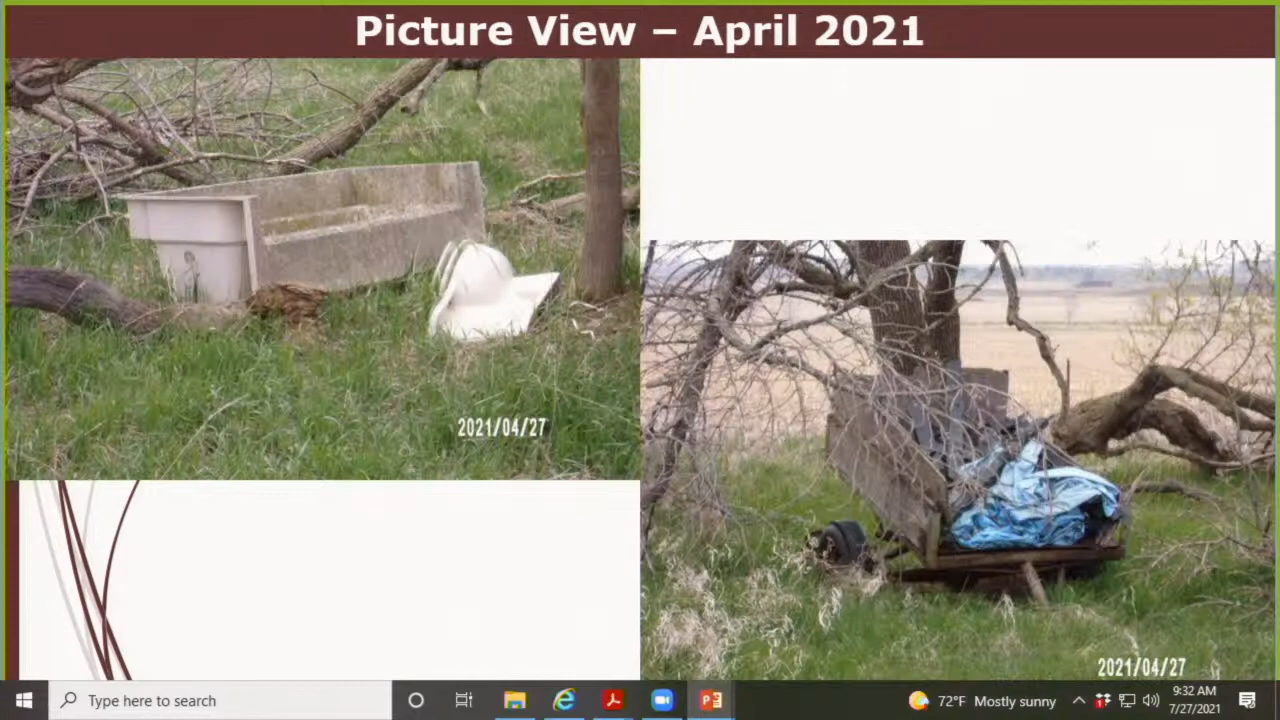 Picture View – April 2021
2021/04/27
2021/04/27
Type here to search
72°F Mostly sunny
9:32 AM
7/27/2021